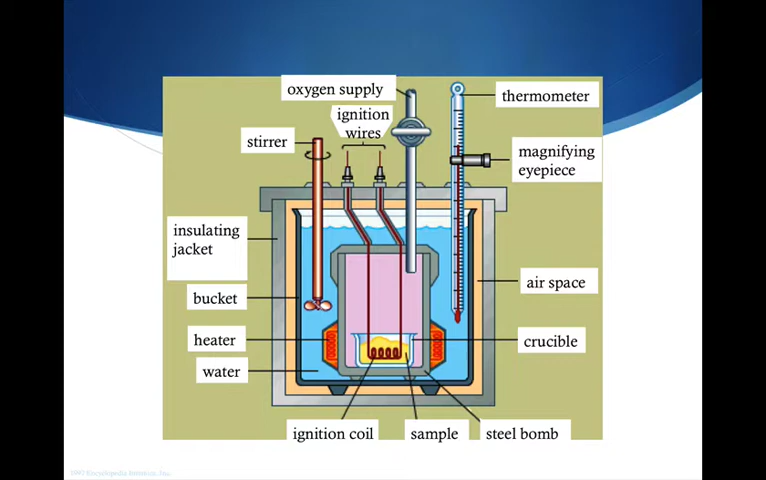 oxygen supply
thermometer
ignition
wires
stirrer
magnifying
eyepiece
insulating
jacket
air space
bucket
heater
crucible
water
ignition coil
sample
steel bomb